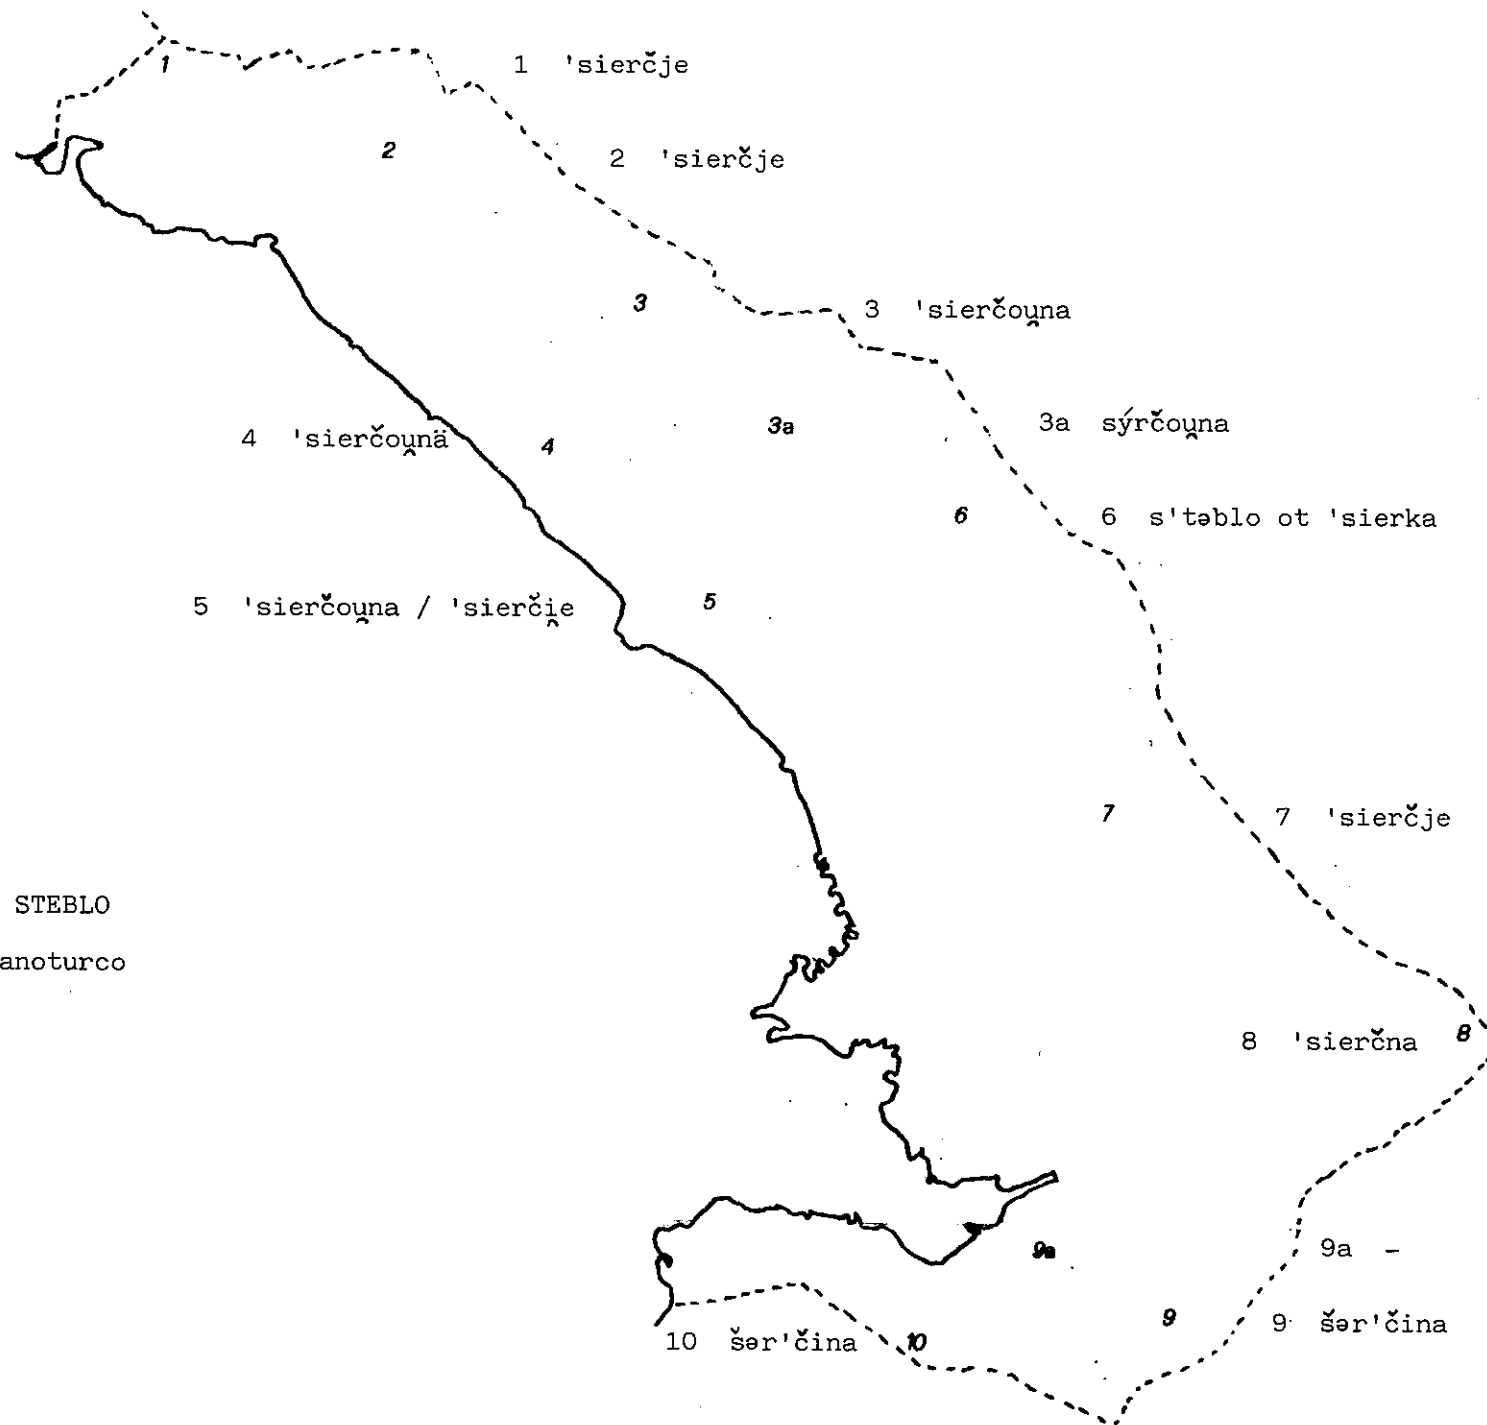 1
1 'sierčje
2
2 'sierčje
3
3 'sierčou̯na
3a
3a sýrčou̯na
4 'sierčou̯nä
4
6
6 s'təblo ot 'sierka
5 'sierčou̯na / 'sierči̯e
5
7
7 'sierčje
STEBLO
anoturco
8 'sierčna
8
9a
9a –
9
9 šər'čina
10 šər'čina
10